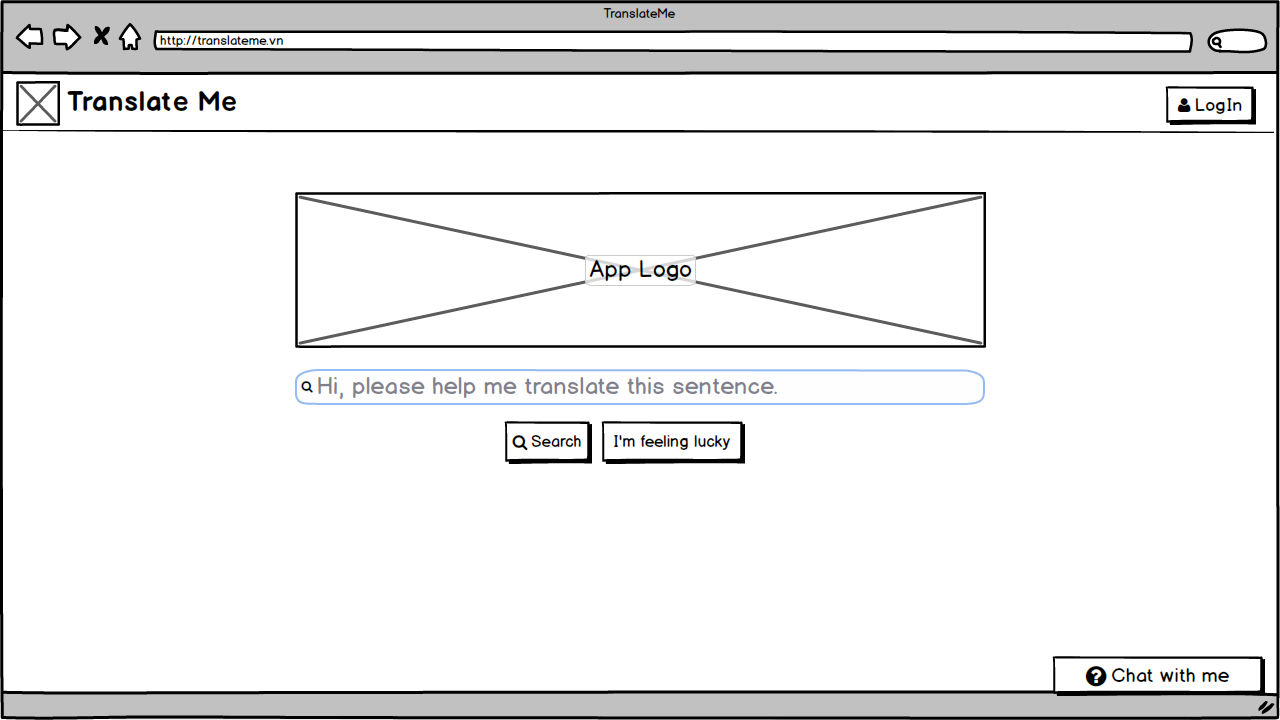 TranslateMe
http://translateme.vn
Translate Me
LogIn
App Logo
Hi, please help me translate this sentence.
Search
I'm feeling lucky
Chat with me